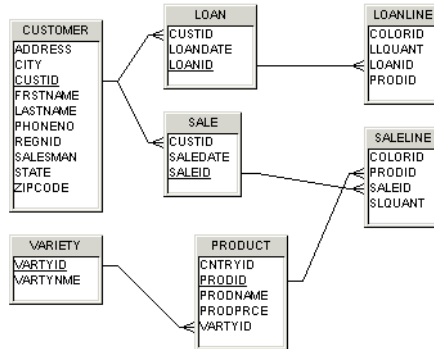 CUSTOMER
ADDRESS
CITY
CUSTID
FRSTNAME
LASTNAME
PHONENO
REGNID
SALESMAN
STATE
ZIPCODE
LOAN
CUSTID
LOANDATE
LOANID
LOANLINE
COLORID
LLQUANT
LOANID
PRODID
SALE
CUSTID
SALEDATE
SALEID
SALELINE
COLORID
PRODID
SALEID
SLQUANT
VARIETY
VARTYID
VARTYNME
PRODUCT
CNTRYID
PRODID
PRODNAME
PRODPRCE
VARTYID